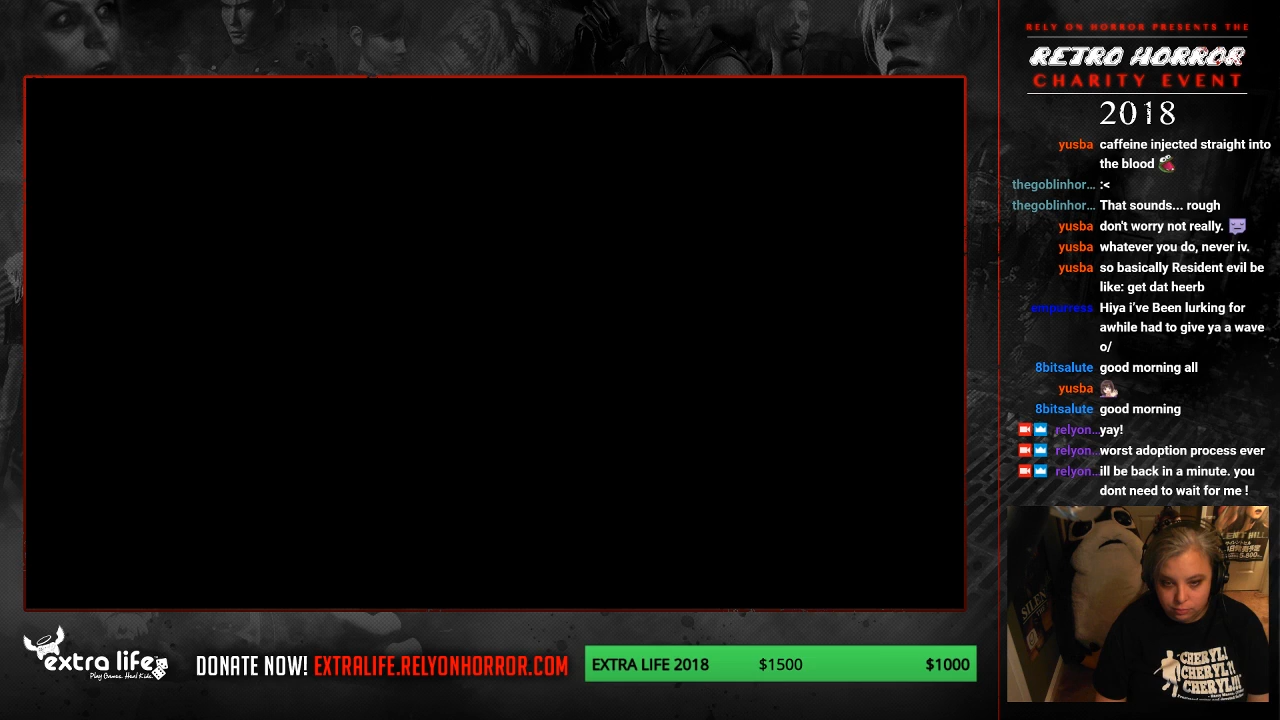 RELY ON HORROR PRESENTS THE
RETRO HORROR
CHARITY EVENT
2018
yusba caffeine injected straight into
the blood
thegoblinhor... :<
thegoblinhor... That sounds... rough
yusba don't worry not really.
yusba whatever you do, never iv.
yusba so basically Resident evil be
like: get dat heerb
empurress Hiya i've Been lurking for
awhile had to give ya a wave
o/
8bitsalute good morning all
yusba
8bitsalute good morning
relyon... yay!
relyon... worst adoption process ever
relyon... ill be back in a minute. you
dont need to wait for me !
SILEN
CHERYL!
CHERYL?!
CHERYL!!!
extra life
Play Games. Heal Kids.
DONATE NOW! EXTRALIFE.RELYONHORROR.COM
EXTRA LIFE 2018 $1500 $1000